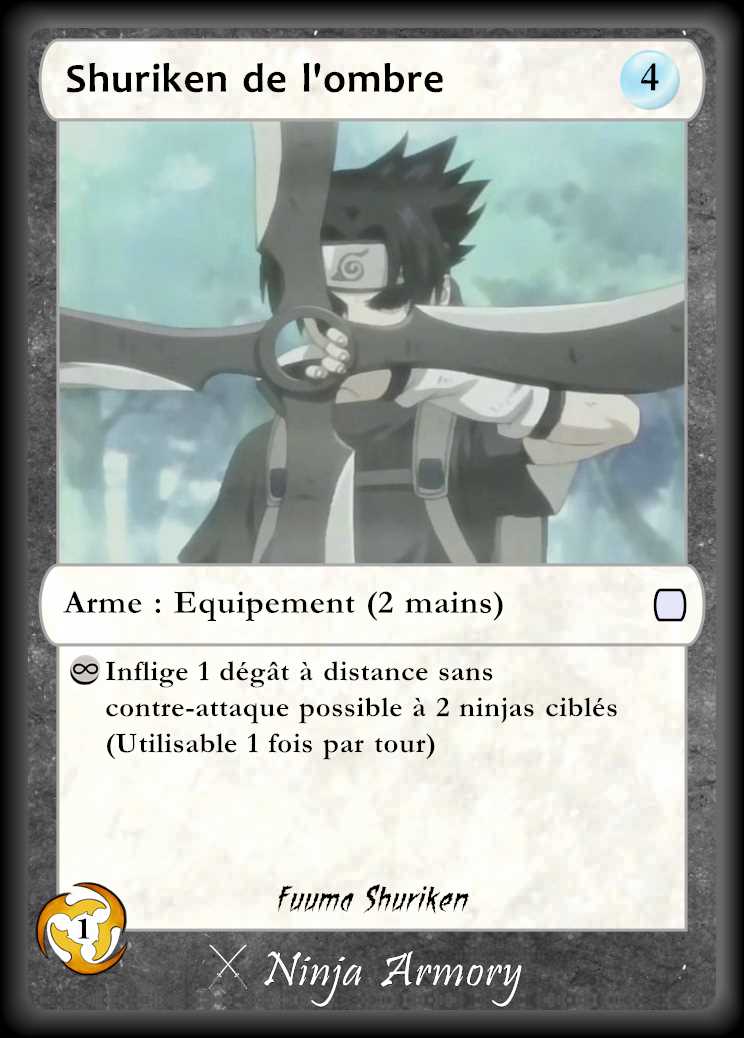 Shuriken de l'ombre
4
Arme : Equipement (2 mains)
∞ Inflige 1 dégât à distance sans
contre-attaque possible à 2 ninjas ciblés
(Utilisable 1 fois par tour)
Fuuma Shuriken
1
Ninja Armory